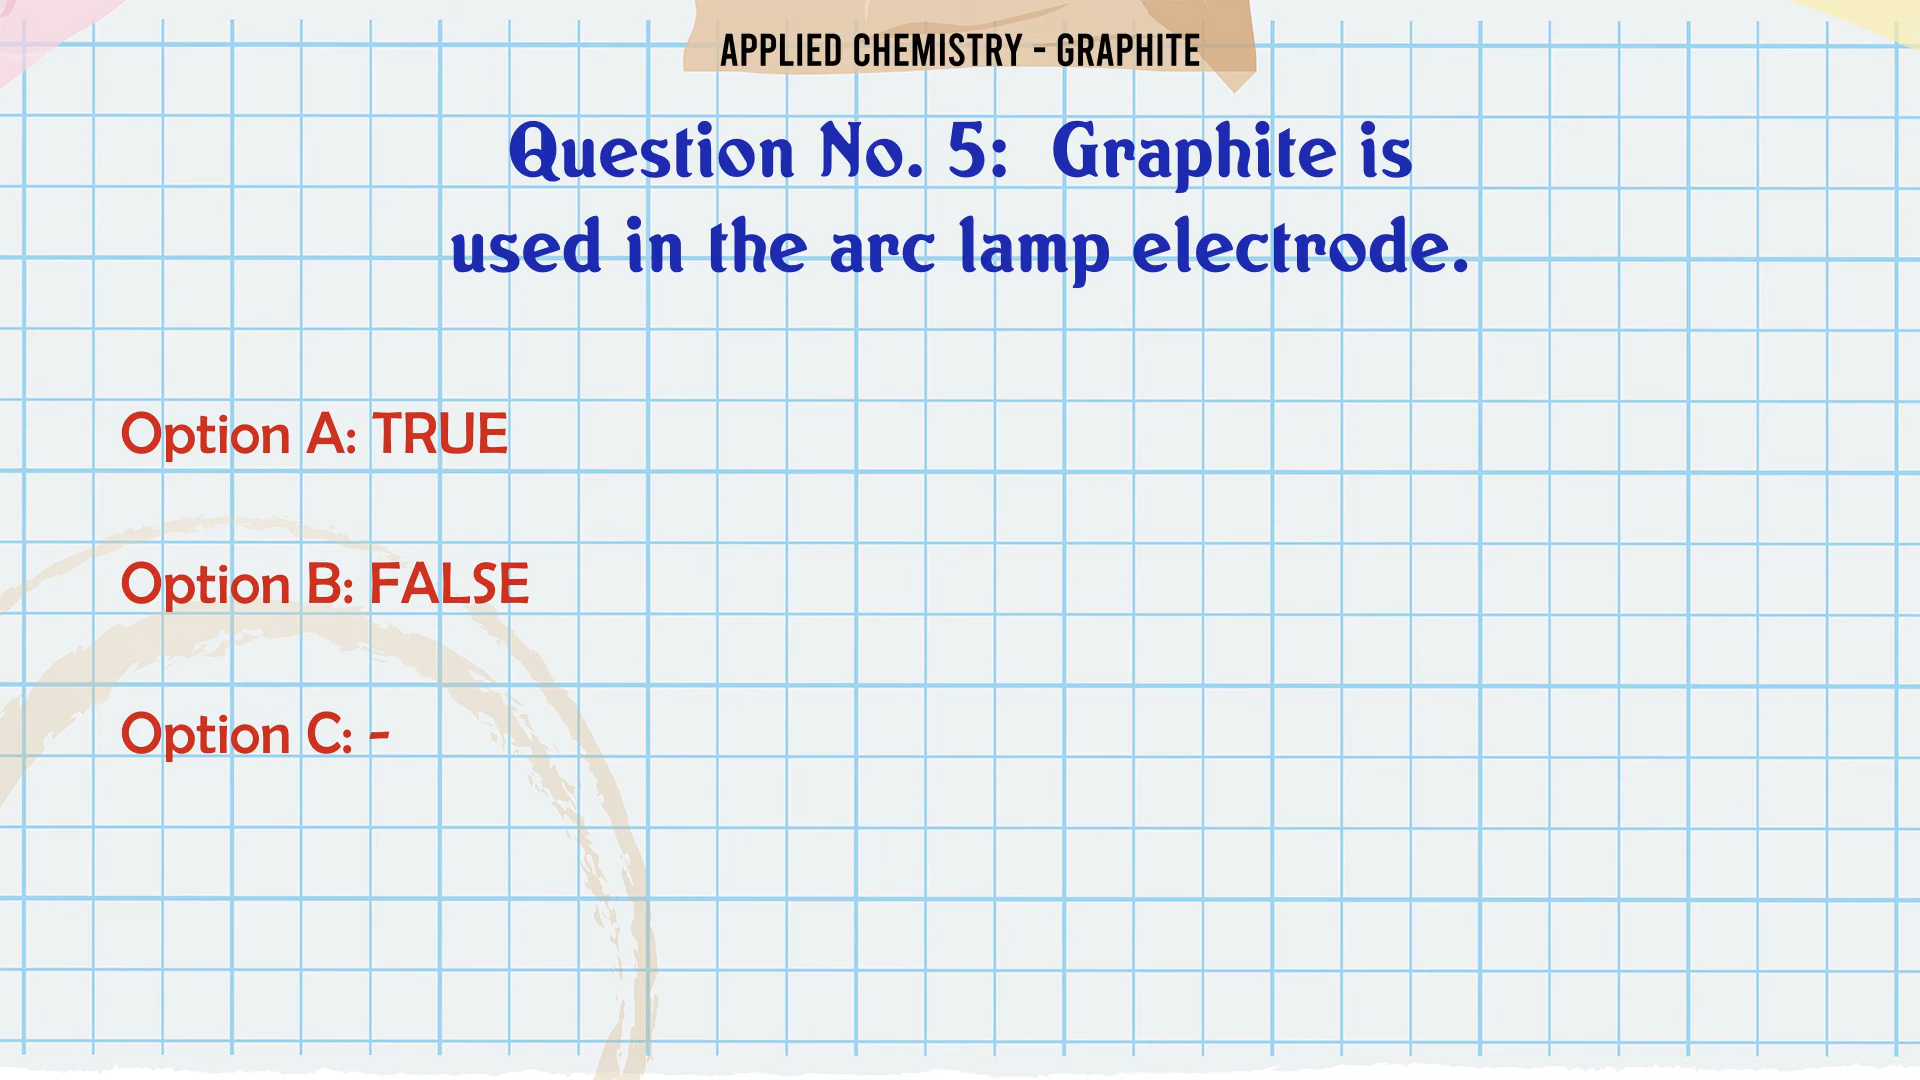 APPLIED CHEMISTRY - GRAPHITE
Question No. 5: Graphite is
used in the arc lamp electrode.
Option A: TRUE
Option B: FALSE
Option C: -